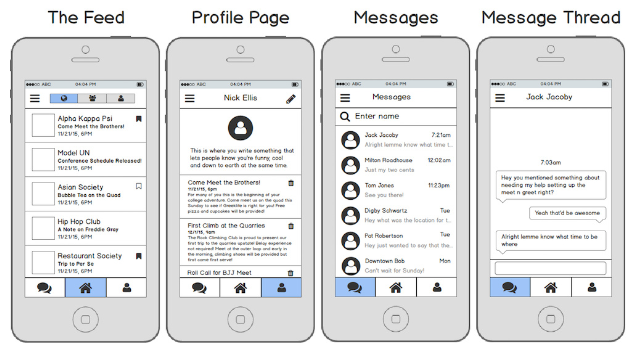 The Feed
Profile Page
Messages
Message Thread
ABC
04:04 PM
Alpha Kappa Psi
Come Meet the Brothers!
11/21/15, 6PM
Model UN
Conference Schedule Released!
11/21/15, 6PM
Asian Society
Bubble Tea on the Quad
11/21/15, 6PM
Hip Hop Club
A Note on Freddie Gray
11/21/15, 6PM
Restaurant Society
Trip to Per Se
11/21/15, 6PM
ABC
04:04 PM
Nick Ellis
This is where you write something that
lets people know you're funny, cool
and down to earth at the same time
Come Meet the Brothers!
11/21/15, 6pm
For many of you this is the beginning of your
college adventure. Come meet us on the quad this
Sunday to see if Greeklife is right for you! Free
pizza and cupcakes will be provided!
First Climb at the Quarries
The Rock Climbing Club is proud to present our
first trip to the quarries upstate! Belay experience
not required! Meet at the outer loop and early in
the morning, climbing shoes will be provided but
first come first serve!
Roll Call for BJJ Meet
ABC
04:04 PM
Messages
Enter name
Jack Jacoby 7:21am
Alright lemme know what time t...
Milton Roadhouse 12:02am
Just my two cents
Tom Jones 11:23pm
See you there!
Digby Schwartz Tue
Hey what was the location for t...
Pat Robertson Tue
Hey just wanted to say that the...
Downtown Bob Mon
Can't wait for Sunday!
ABC
04:04 PM
Jack Jacoby
7:03am
Hey you mentioned something about
needing my help setting up the
meet n greet right?
Yeah that'd be awesome
Alright lemme know what time to be
where